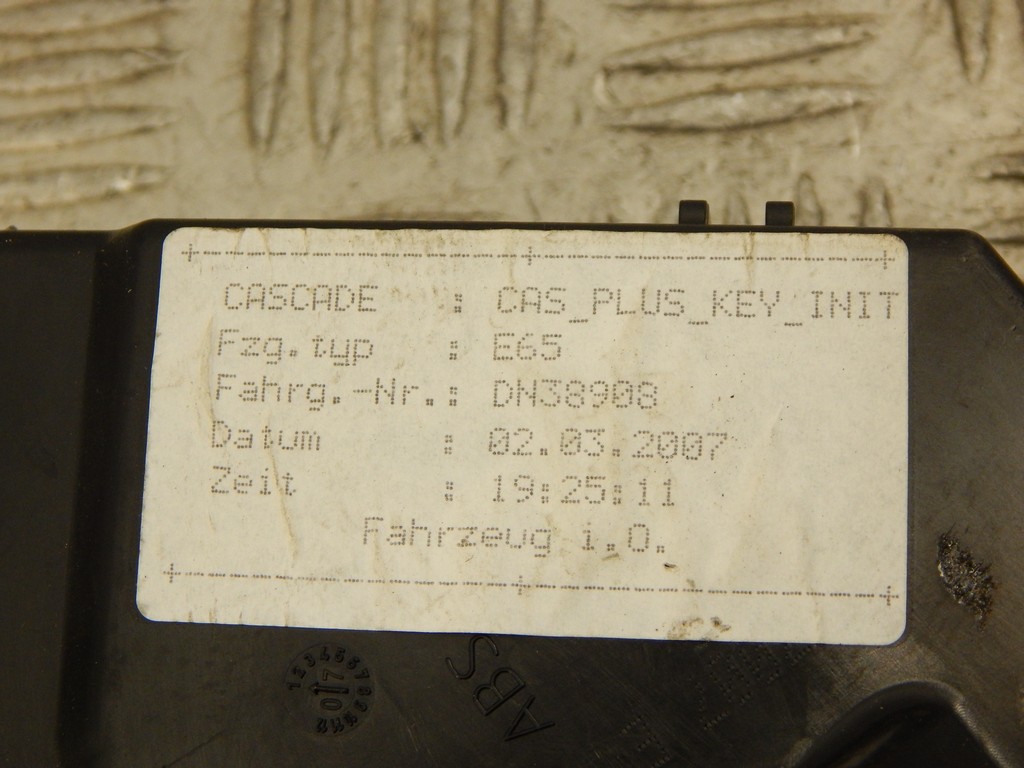 CASCADE : CAS_PLUS_KEY_INIT
Fzg.typ : E65
Fahrg.-Nr.: DN38908
Datum : 02.03.2007
Zeit : 19:25:11
Fahrzeug i.O.
ABS